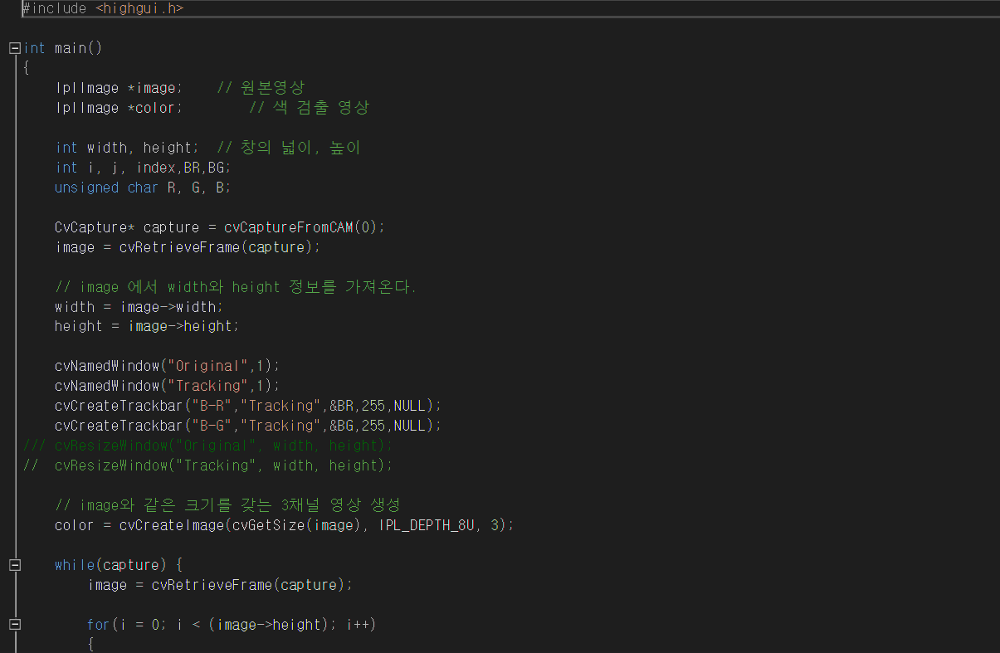 #include <highgui.h>
int main()
{
IplImage *image; // 원본영상
IplImage *color; // 색 검출 영상
int width, height; // 창의 넓이, 높이
int i, j, index,BR,BG;
unsigned char R, G, B;
CvCapture* capture = cvCaptureFromCAM(0);
image = cvRetrieveFrame(capture);
// image 에서 width와 height 정보를 가져온다.
width = image->width;
height = image->height;
cvNamedWindow("Original",1);
cvNamedWindow("Tracking",1);
cvCreateTrackbar("B-R","Tracking",&BR,255,NULL);
cvCreateTrackbar("B-G","Tracking",&BG,255,NULL);
/// cvResizeWindow("Original", width, height);
// cvResizeWindow("Tracking", width, height);
// image와 같은 크기를 갖는 3채널 영상 생성
color = cvCreateImage(cvGetSize(image), IPL_DEPTH_8U, 3);
while(capture) {
image = cvRetrieveFrame(capture);
for(i = 0; i < (image->height); i++)
{